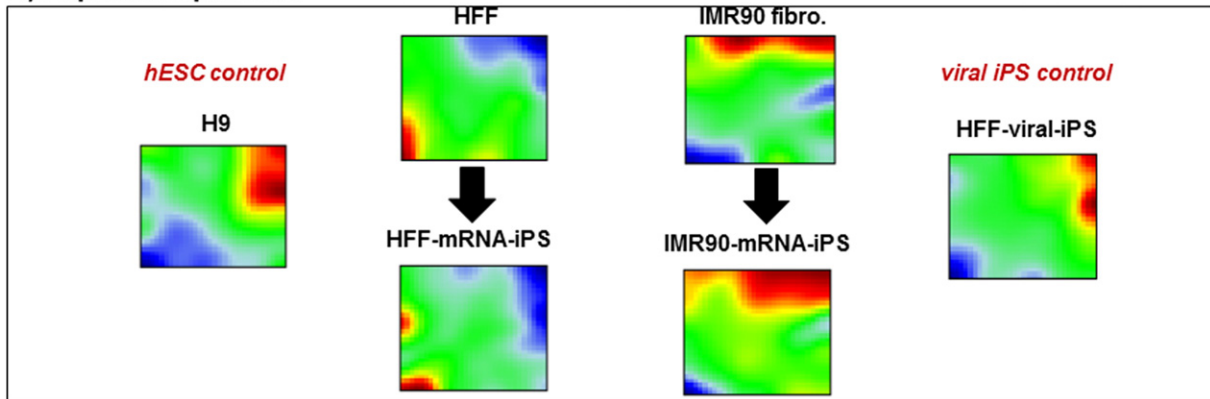 HFF
IMR90 fibro.
hESC control
viral iPS control
H9
HFF-viral-iPS
HFF-mRNA-iPS
IMR90-mRNA-iPS